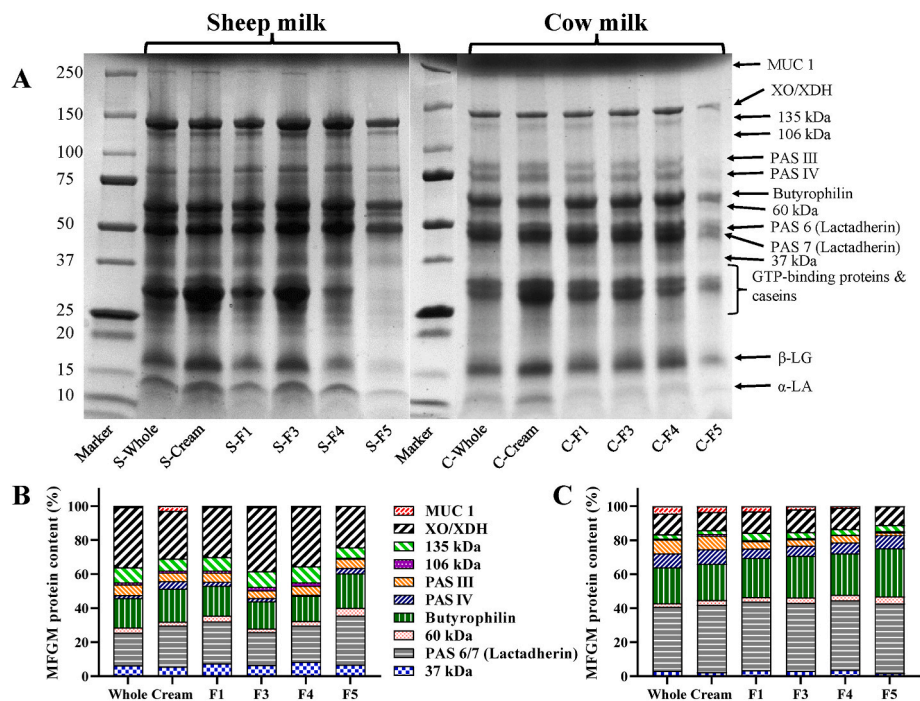 Sheep milk
Cow milk
A
250
150
100
75
50
37
25
20
15
10
MUC 1
XO/XDH
135 kDa
106 kDa
PAS III
PAS IV
Butyrophilin
60 kDa
PAS 6 (Lactadherin)
PAS 7 (Lactadherin)
37 kDa
GTP-binding proteins &
caseins
β-LG
α-LA
Marker
S-Whole
S-Cream
S-F1
S-F3
S-F4
S-F5
Marker
C-Whole
C-Cream
C-F1
C-F3
C-F4
C-F5
B
MFGM protein content (%)
100
80
60
40
20
0
Whole Cream F1 F3 F4 F5
MUC 1
XO/XDH
135 kDa
106 kDa
PAS III
PAS IV
Butyrophilin
60 kDa
PAS 6/7 (Lactadherin)
37 kDa
C
MFGM protein content (%)
100
80
60
40
20
0
Whole Cream F1 F3 F4 F5